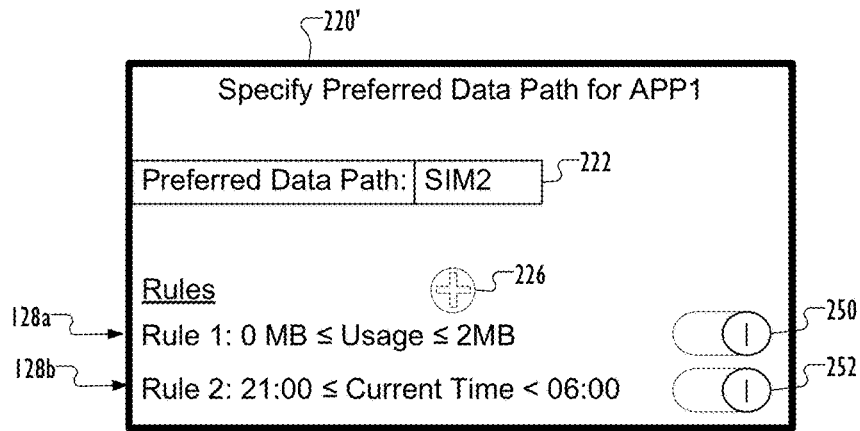 220'
Specify Preferred Data Path for APP1
Preferred Data Path: SIM2
222
Rules
226
128a
Rule 1: 0 MB ≤ Usage ≤ 2MB
250
128b
Rule 2: 21:00 ≤ Current Time < 06:00
252